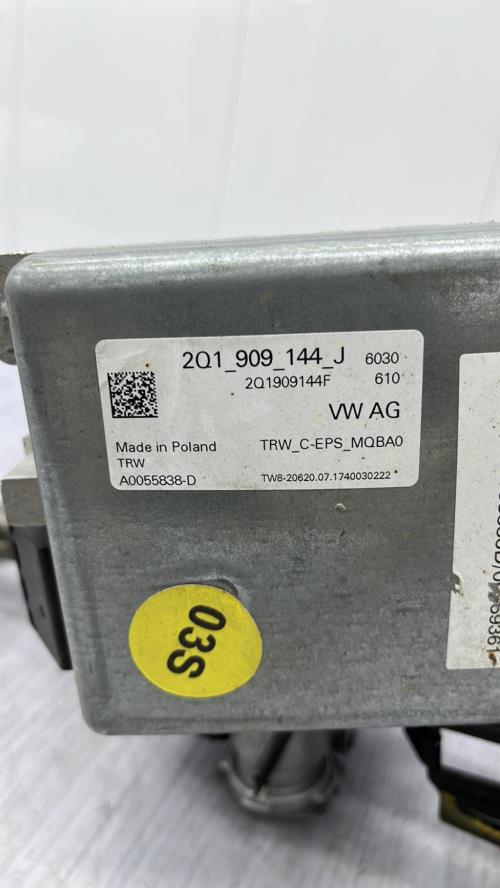 2Q1_909_144_J 6030
2Q1909144F 610
VW AG
Made in Poland TRW_C-EPS_MQBA0
TRW
A0055838-D TW8-20620.07.1740030222
03S